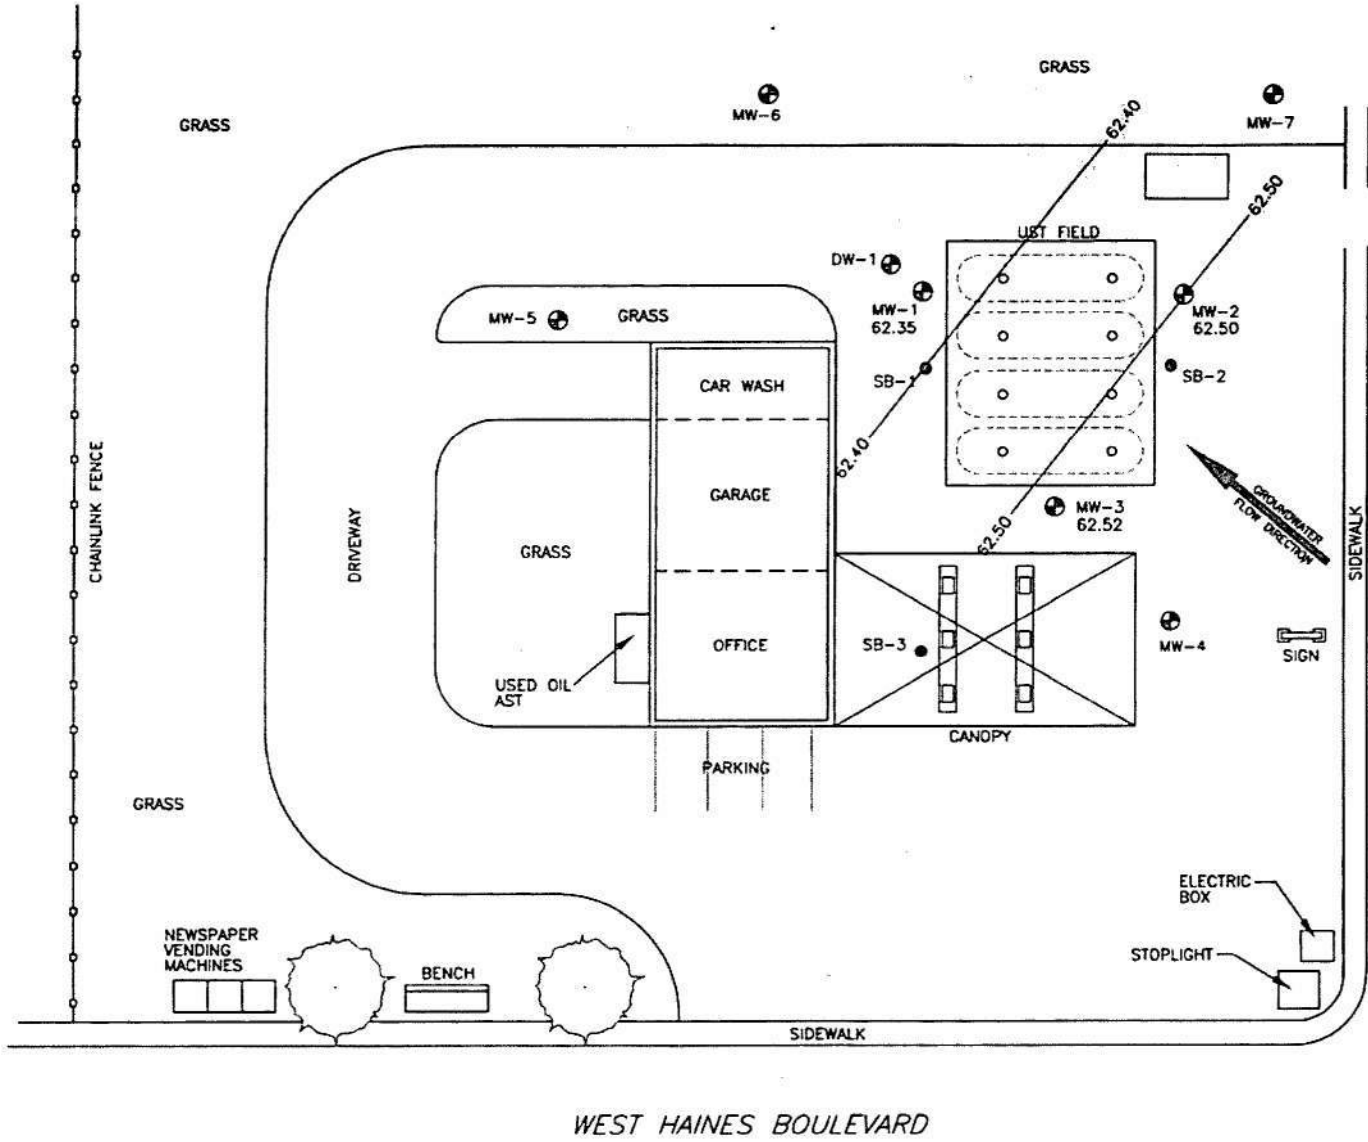 GRASS
MW-6
62.40
MW-7
GRASS
62.50
UST FIELD
DW-1
MW-1
62.35
MW-2
62.50
MW-5
GRASS
SB-1
SB-2
CAR WASH
62.40
CHAINLINK FENCE
GARAGE
DRIVEWAY
GRASS
MW-3
62.52
62.50
GROUNDWATER
FLOW DIRECTION
SIDEWALK
OFFICE
SB-3
MW-4
SIGN
USED OIL
AST
CANOPY
PARKING
GRASS
ELECTRIC
BOX
NEWSPAPER
VENDING
MACHINES
BENCH
STOPLIGHT
SIDEWALK
WEST HAINES BOULEVARD